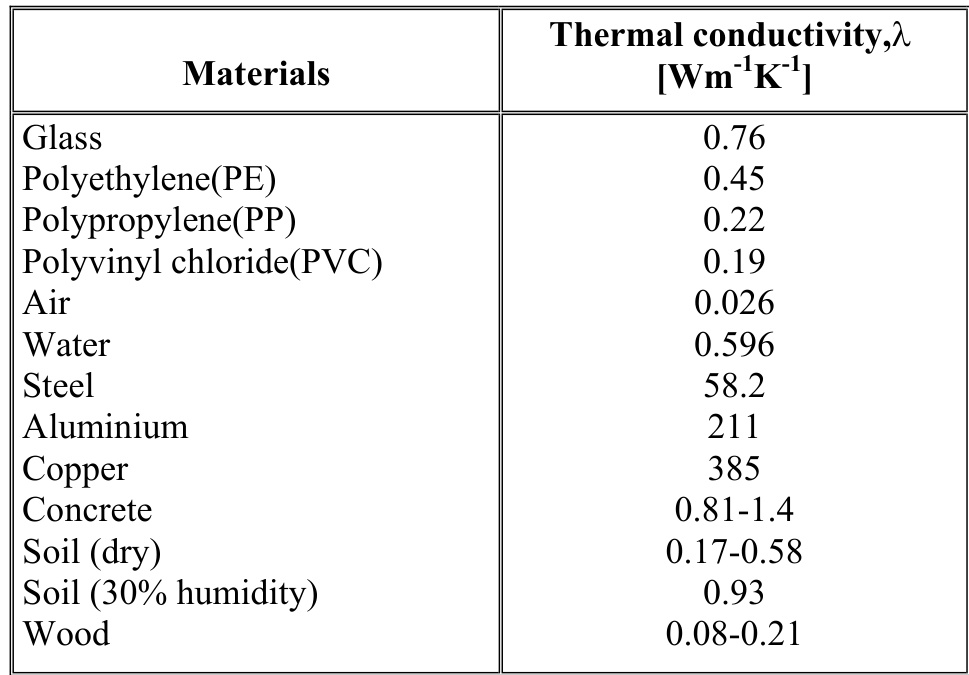 Materials Thermal conductivity,λ
[Wm⁻¹K⁻¹]
Glass 0.76
Polyethylene(PE) 0.45
Polypropylene(PP) 0.22
Polyvinyl chloride(PVC) 0.19
Air 0.026
Water 0.596
Steel 58.2
Aluminium 211
Copper 385
Concrete 0.81-1.4
Soil (dry) 0.17-0.58
Soil (30% humidity) 0.93
Wood 0.08-0.21